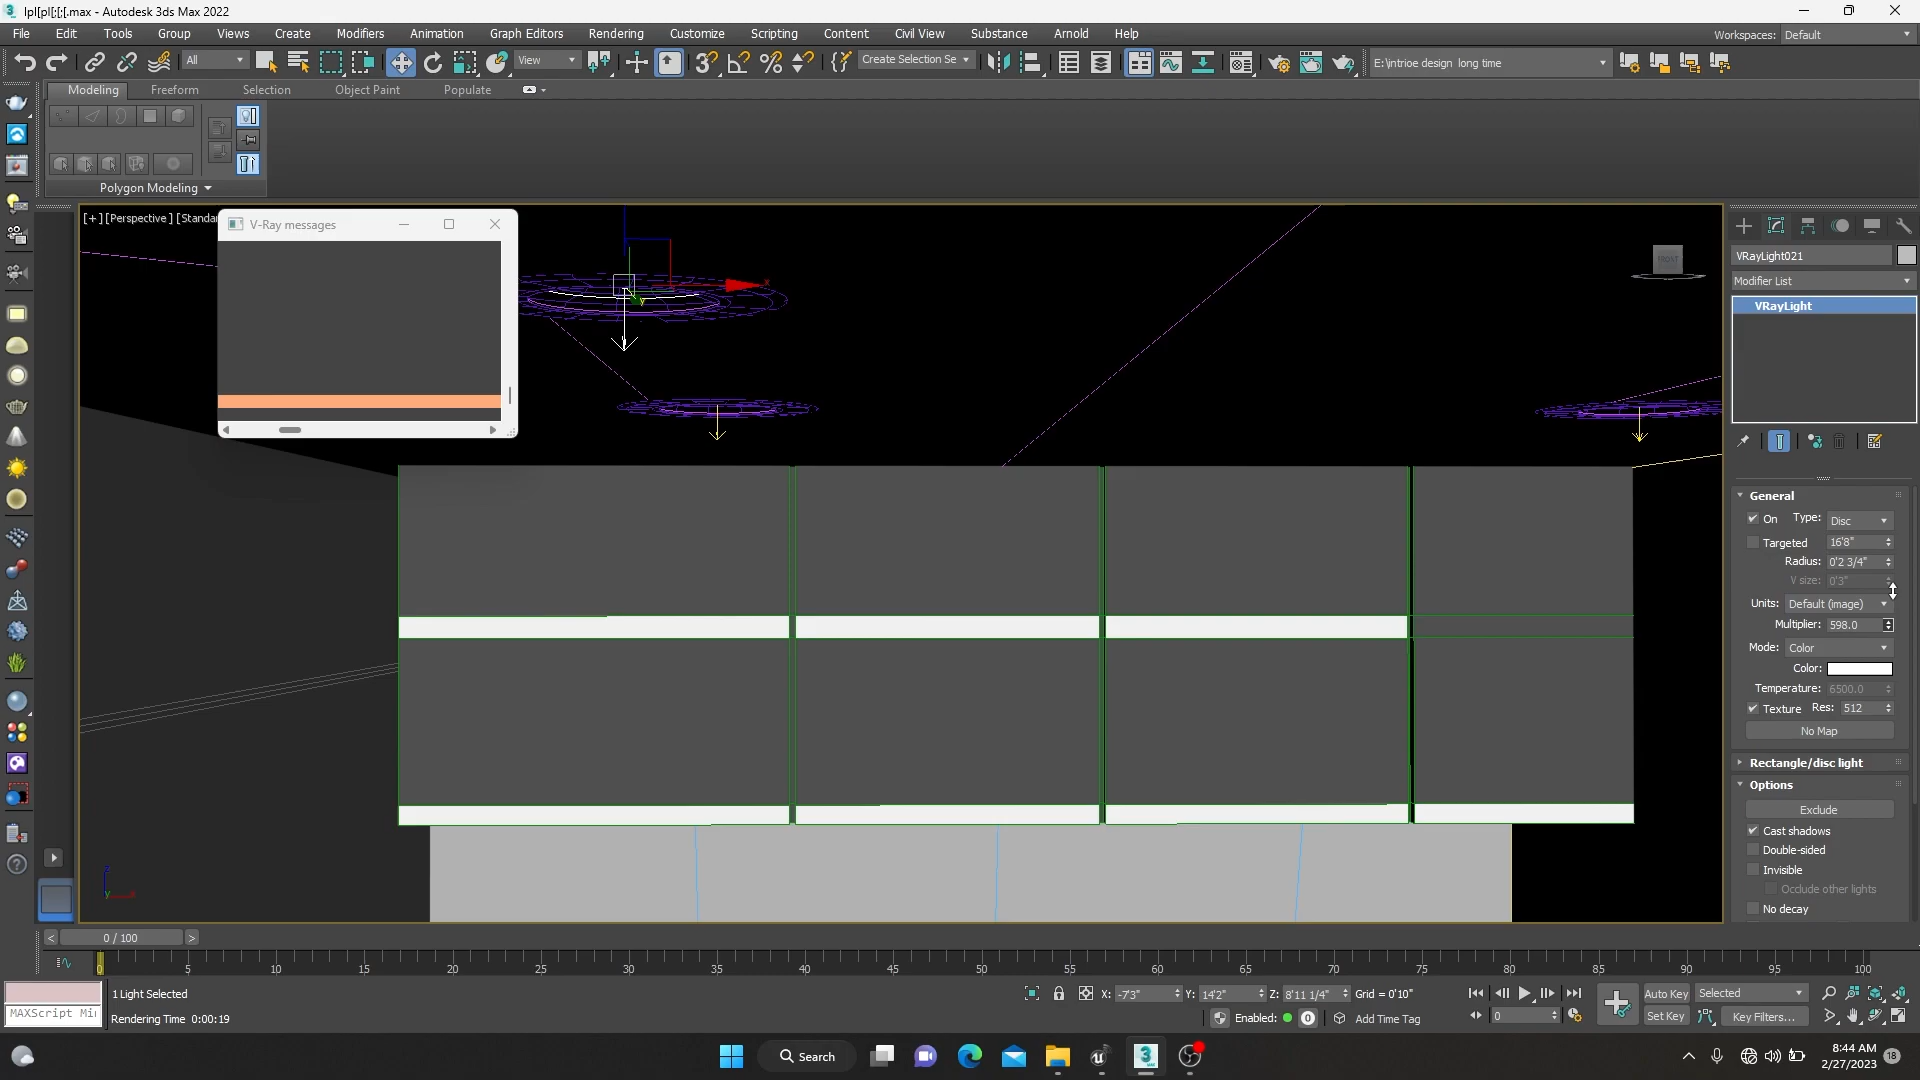 lpl[pl[;[;[.max - Autodesk 3ds Max 2022
File Edit Tools Group Views Create Modifiers Animation Graph Editors Rendering Customize Scripting Content Civil View Substance Arnold Help
Workspaces: Default
All View Create Selection Se E:\intrioe design long time
Modeling Freeform Selection Object Paint Populate
Polygon Modeling
[+] [Perspective] [Standa
V-Ray messages
FRONT
VRayLight021
Modifier List
VRayLight
General
On Type: Disc
Targeted 16'8"
Radius: 0'2 3/4"
V size: 0'3"
Units: Default (image)
Multiplier: 598.0
Mode: Color
Color:
Temperature: 6500.0
Texture Res: 512
No Map
Rectangle/disc light
Options
Exclude
Cast shadows
Double-sided
Invisible
Occlude other lights
No decay
x
y
z
y
x
< 0 / 100 >
0 5 10 15 20 25 30 35 40 45 50 55 60 65 70 75 80 85 90 95 100
1 Light Selected X: -7'3" Y: 14'2" Z: 8'11 1/4" Grid = 0'10" Auto Key Selected
MAXScript Mi Rendering Time 0:00:19 Enabled: 0 Add Time Tag 0 Set Key Key Filters...
Search
3
8:44 AM
2/27/2023
18